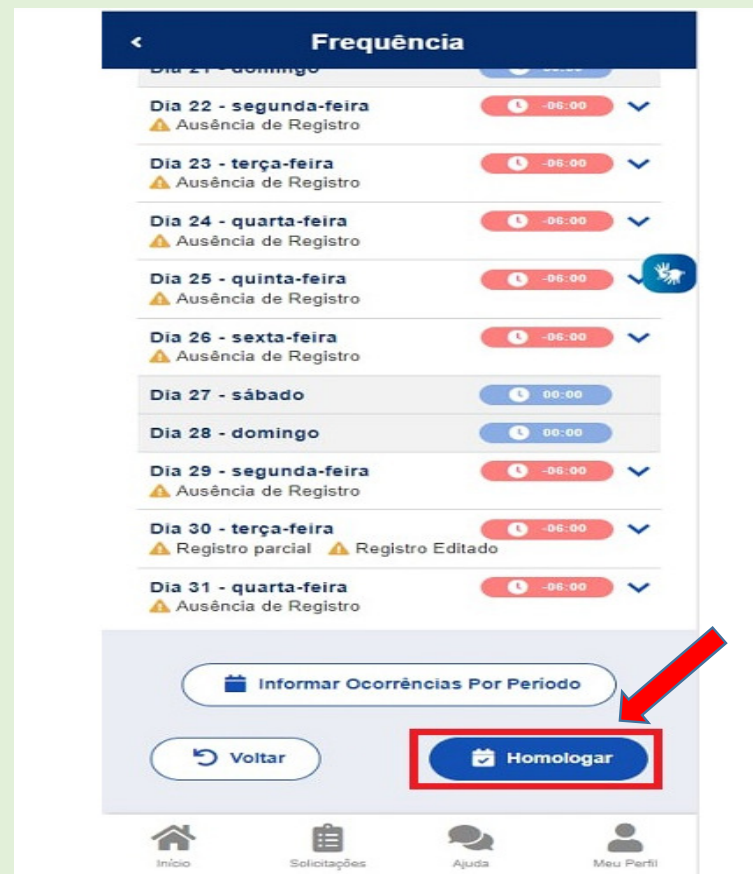 Frequência
Dia 21 - domingo
Dia 22 - segunda-feira -06:00
Ausência de Registro
Dia 23 - terça-feira -06:00
Ausência de Registro
Dia 24 - quarta-feira -06:00
Ausência de Registro
Dia 25 - quinta-feira -06:00
Ausência de Registro
Dia 26 - sexta-feira -06:00
Ausência de Registro
Dia 27 - sábado 00:00
Dia 28 - domingo 00:00
Dia 29 - segunda-feira -06:00
Ausência de Registro
Dia 30 - terça-feira -06:00
Registro parcial Registro Editado
Dia 31 - quarta-feira -06:00
Ausência de Registro
Informar Ocorrências Por Período
Voltar Homologar
Início Solicitações Ajuda Meu Perfil